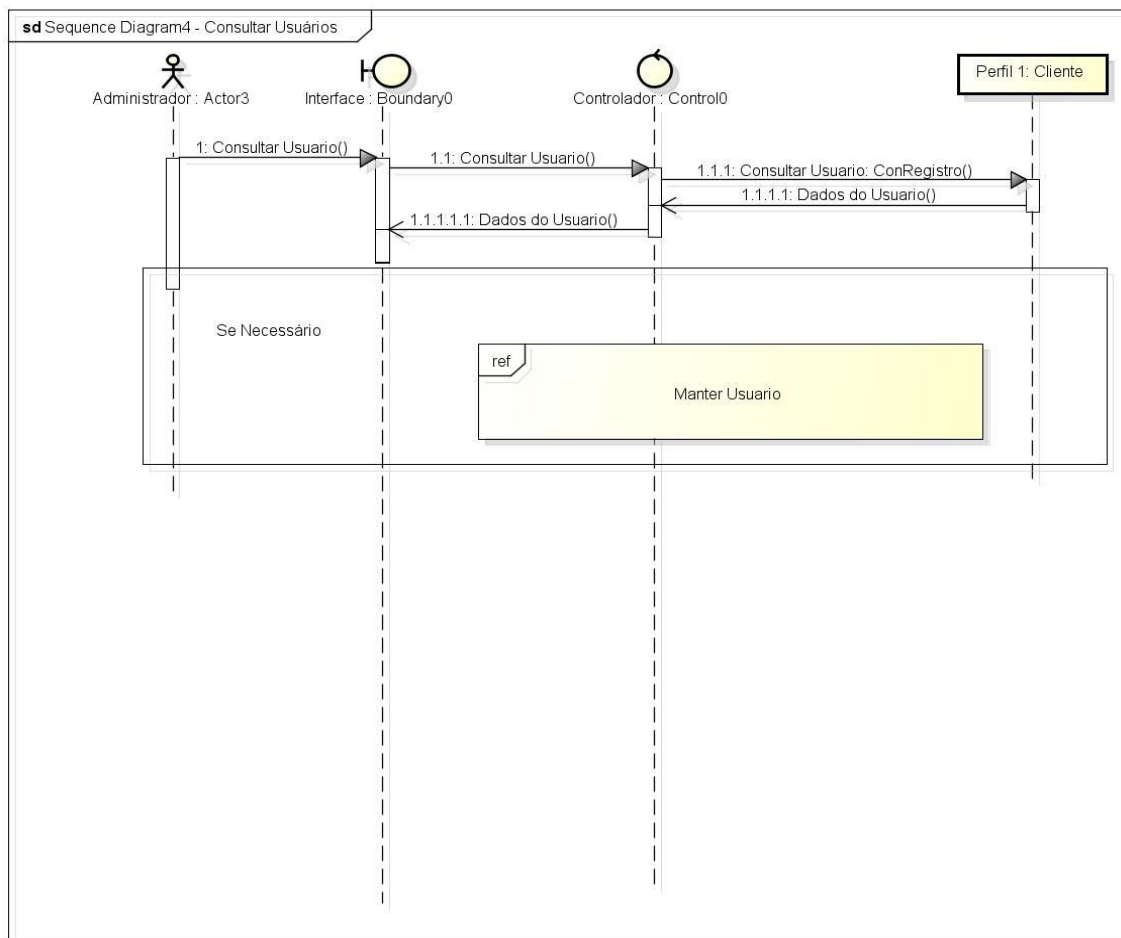 sd Sequence Diagram4 - Consultar Usuários
Administrador : Actor3
Interface : Boundary0
Controlador : Control0
Perfil 1: Cliente
1: Consultar Usuario()
1.1: Consultar Usuario()
1.1.1: Consultar Usuario: ConRegistro()
1.1.1.1: Dados do Usuario()
1.1.1.1.1: Dados do Usuario()
Se Necessário
ref
Manter Usuario